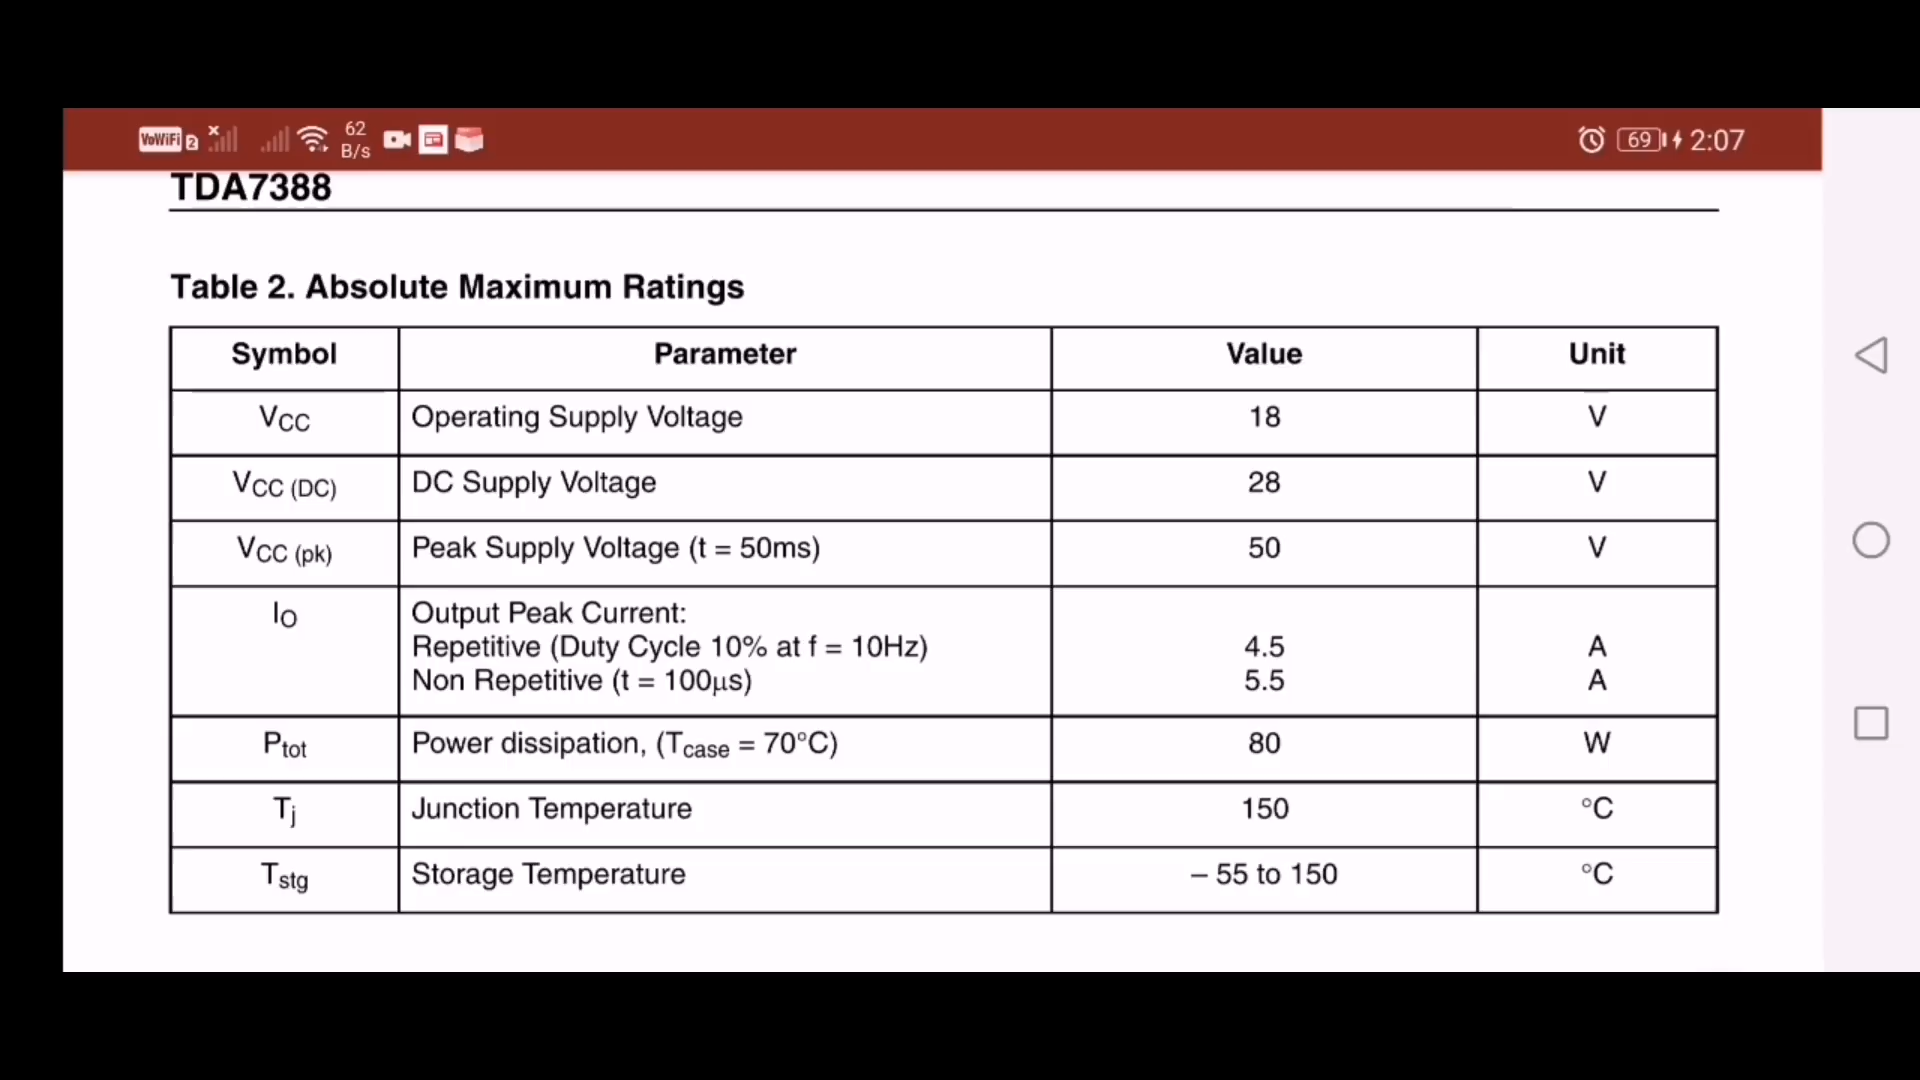 VoWiFi 2 62 B/s 69 2:07
TDA7388
Table 2. Absolute Maximum Ratings
Symbol Parameter Value Unit
VCC Operating Supply Voltage 18 V
VCC (DC) DC Supply Voltage 28 V
VCC (pk) Peak Supply Voltage (t = 50ms) 50 V
IO Output Peak Current:
Repetitive (Duty Cycle 10% at f = 10Hz) 4.5 A
Non Repetitive (t = 100μs) 5.5 A
Ptot Power dissipation, (Tcase = 70°C) 80 W
Tj Junction Temperature 150 °C
Tstg Storage Temperature – 55 to 150 °C